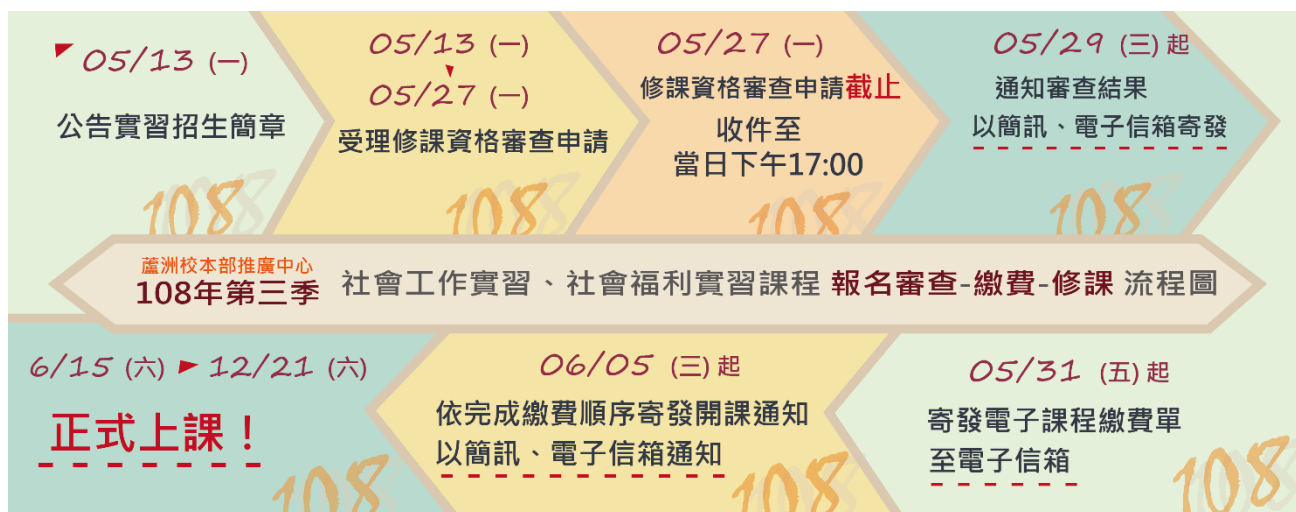 05/13 (一)
公告實習招生簡章
108
05/13 (一)
05/27 (一)
受理修課資格審查申請
108
05/27 (一)
修課資格審查申請截止
收件至
當日下午17:00
108
05/29 (三) 起
通知審查結果
以簡訊、電子信箱寄發
108
蘆洲校本部推廣中心
108年第三季
社會工作實習、社會福利實習課程 報名審查-繳費-修課 流程圖
05/31 (五) 起
寄發電子課程繳費單
至電子信箱
108
06/05 (三) 起
依完成繳費順序寄發開課通知
以簡訊、電子信箱通知
108
6/15 (六) ► 12/21 (六)
正式上課！
108